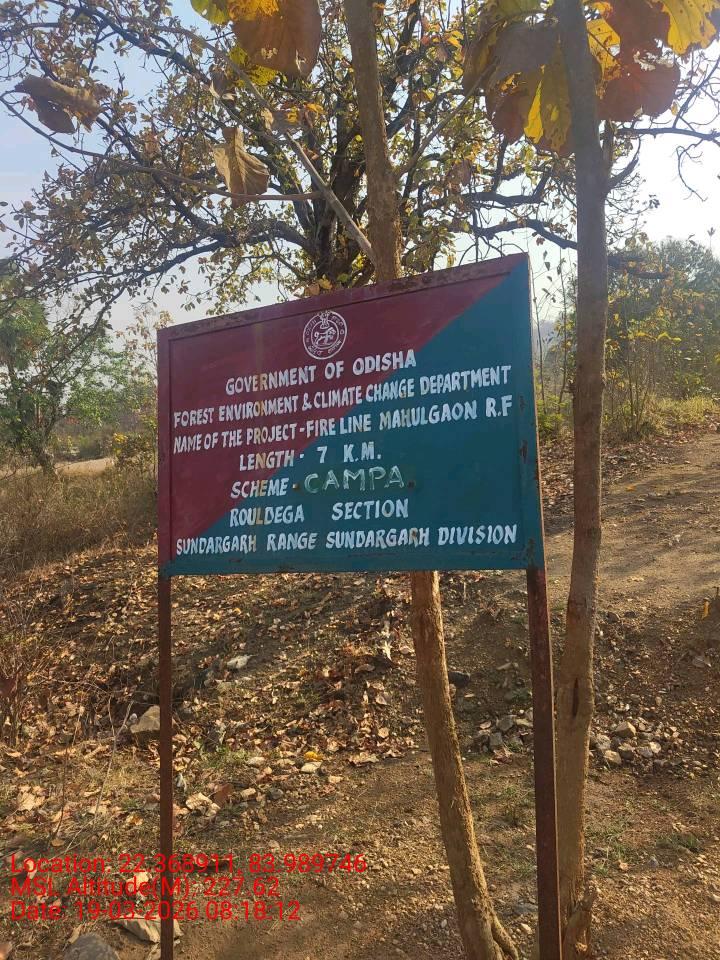 GOVERNMENT OF ODISHA
FOREST ENVIRONMENT & CLIMATE CHANGE DEPARTMENT
NAME OF THE PROJECT-FIRE LINE MAHULGAON R.F
LENGTH - 7 K.M.
SCHEME - CAMPA
ROULDEGA SECTION
SUNDARGARH RANGE SUNDARGARH DIVISION
Location: 22.368911, 83.989746
MSL Altitude(M): 227.62
Date: 19-03-2026 08:18:12